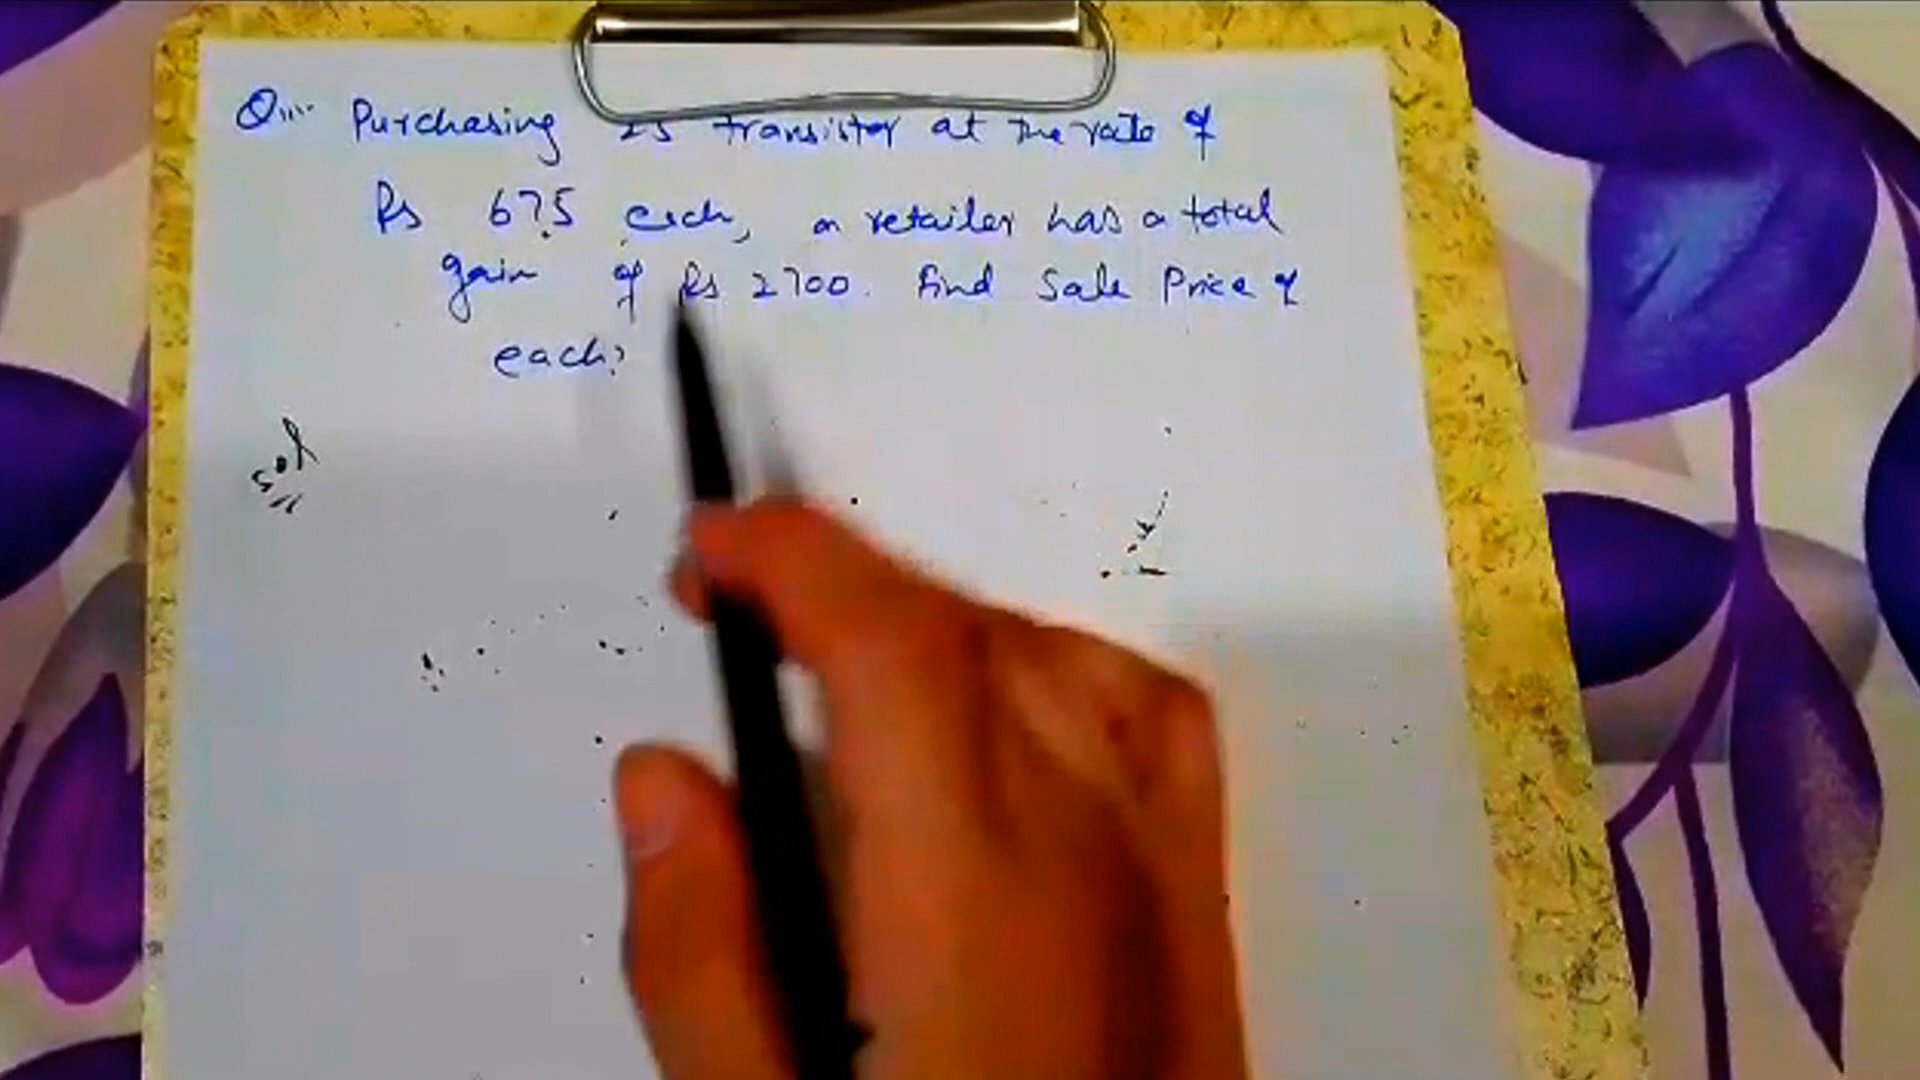 Q.... Purchasing 25 transistor at the rate of
Rs 675 each, a retailer has a total
gain of Rs 2700. Find Sale Price of
each?
sol